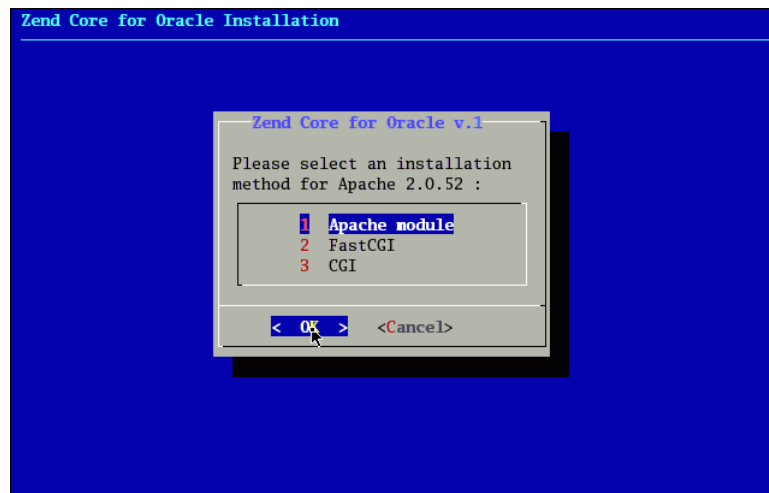 Zend Core for Oracle Installation
Zend Core for Oracle v.1
Please select an installation
method for Apache 2.0.52 :
1 Apache module
2 FastCGI
3 CGI
< OK > <Cancel>